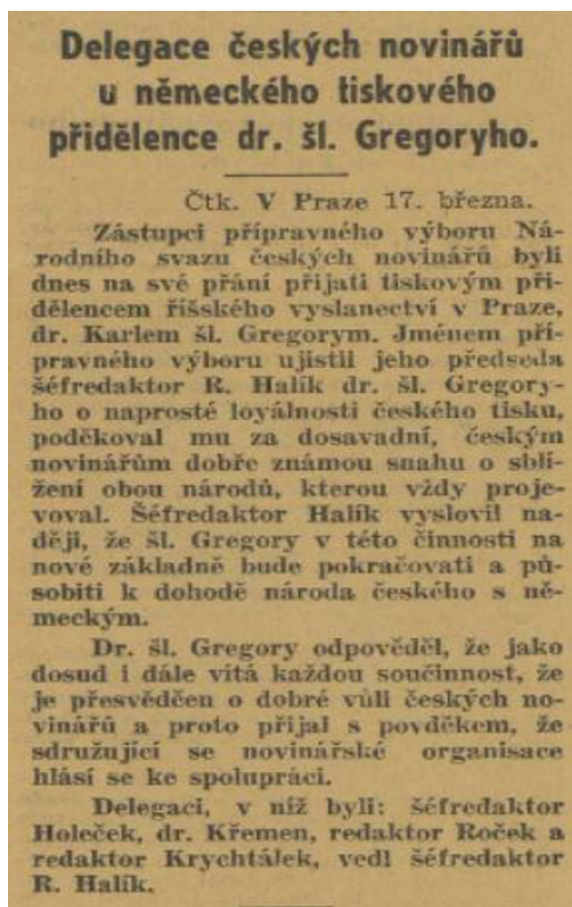 Delegace českých novinářů
u německého tiskového
přidělence dr. šl. Gregoryho.
Čtk. V Praze 17. března.
Zástupci přípravného výboru Ná-
rodního svazu českých novinářů byli
dnes na své přání přijati tiskovým při-
dělencem říšského vyslanectví v Praze,
dr. Karlem šl. Gregorym. Jménem pří-
pravného výboru ujistil jeho předseda
šéfredaktor R. Halík dr. šl. Gregory-
ho o naprosté loyálnosti českého tisku,
poděkoval mu za dosavadní, českým
novinářům dobře známou snahu o sblí-
žení obou národů, kterou vždy proje-
voval. Šéfredaktor Halík vyslovil na-
ději, že šl. Gregory v této činnosti na
nové základně bude pokračovati a pů-
sobiti k dohodě národa českého s ně-
meckým.
Dr. šl. Gregory odpověděl, že jako
dosud i dále vítá každou součinnost, že
je přesvědčen o dobré vůli českých no-
vinářů a proto přijal s povděkem, že
sdružující se novinářské organisace
hlásí se ke spolupráci.
Delegaci, v níž byli: šéfredaktor
Holeček, dr. Křemen, redaktor Roček a
redaktor Krychtálek, vedl šéfredaktor
R. Halík.